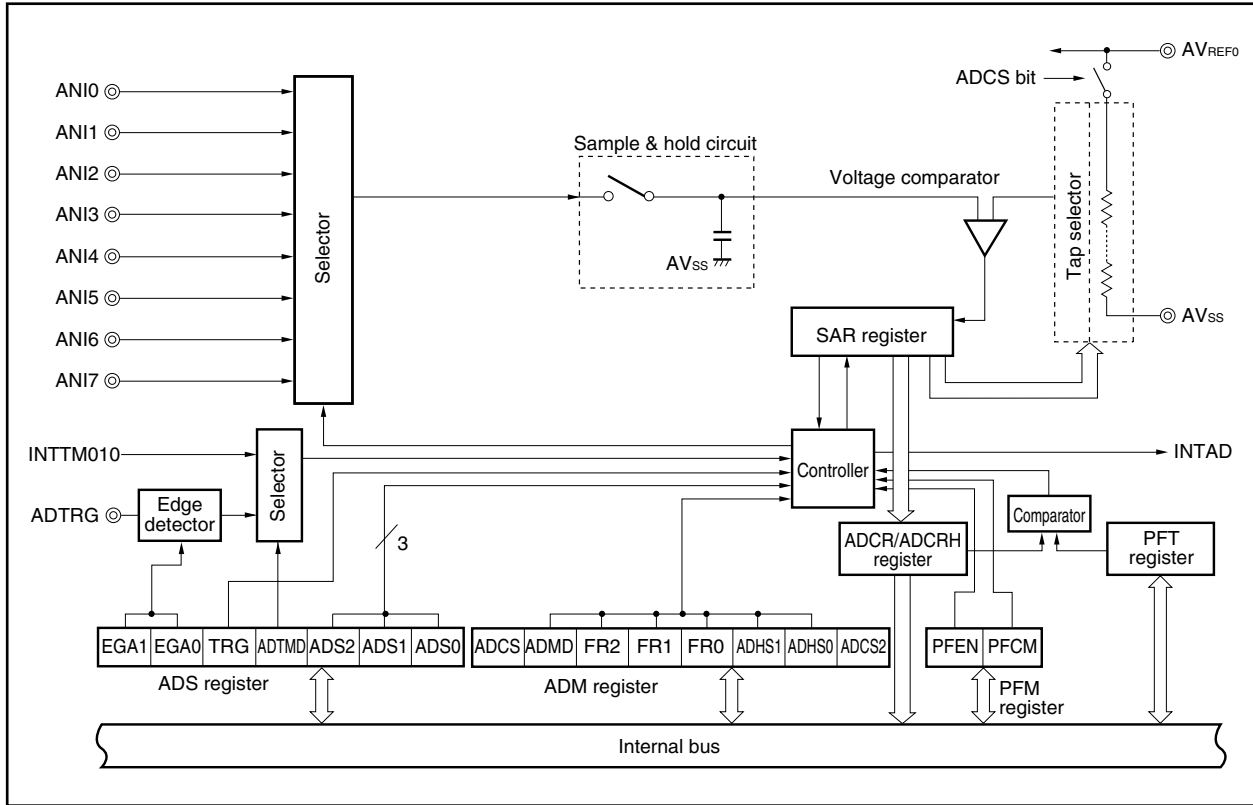 AVREF0
ADCS bit
ANI0
ANI1
ANI2
ANI3
ANI4
ANI5
ANI6
ANI7
Selector
Sample & hold circuit
AVSS
Voltage comparator
Tap selector
AVSS
SAR register
INTTM010
ADTRG
Edge
detector
Selector
3
Controller
INTAD
Comparator
ADCR/ADCRH
register
PFT
register
EGA1 EGA0 TRG ADTMD ADS2 ADS1 ADS0
ADS register
ADCS ADMD FR2 FR1 FR0 ADHS1 ADHS0 ADCS2
ADM register
PFEN PFCM
PFM
register
Internal bus